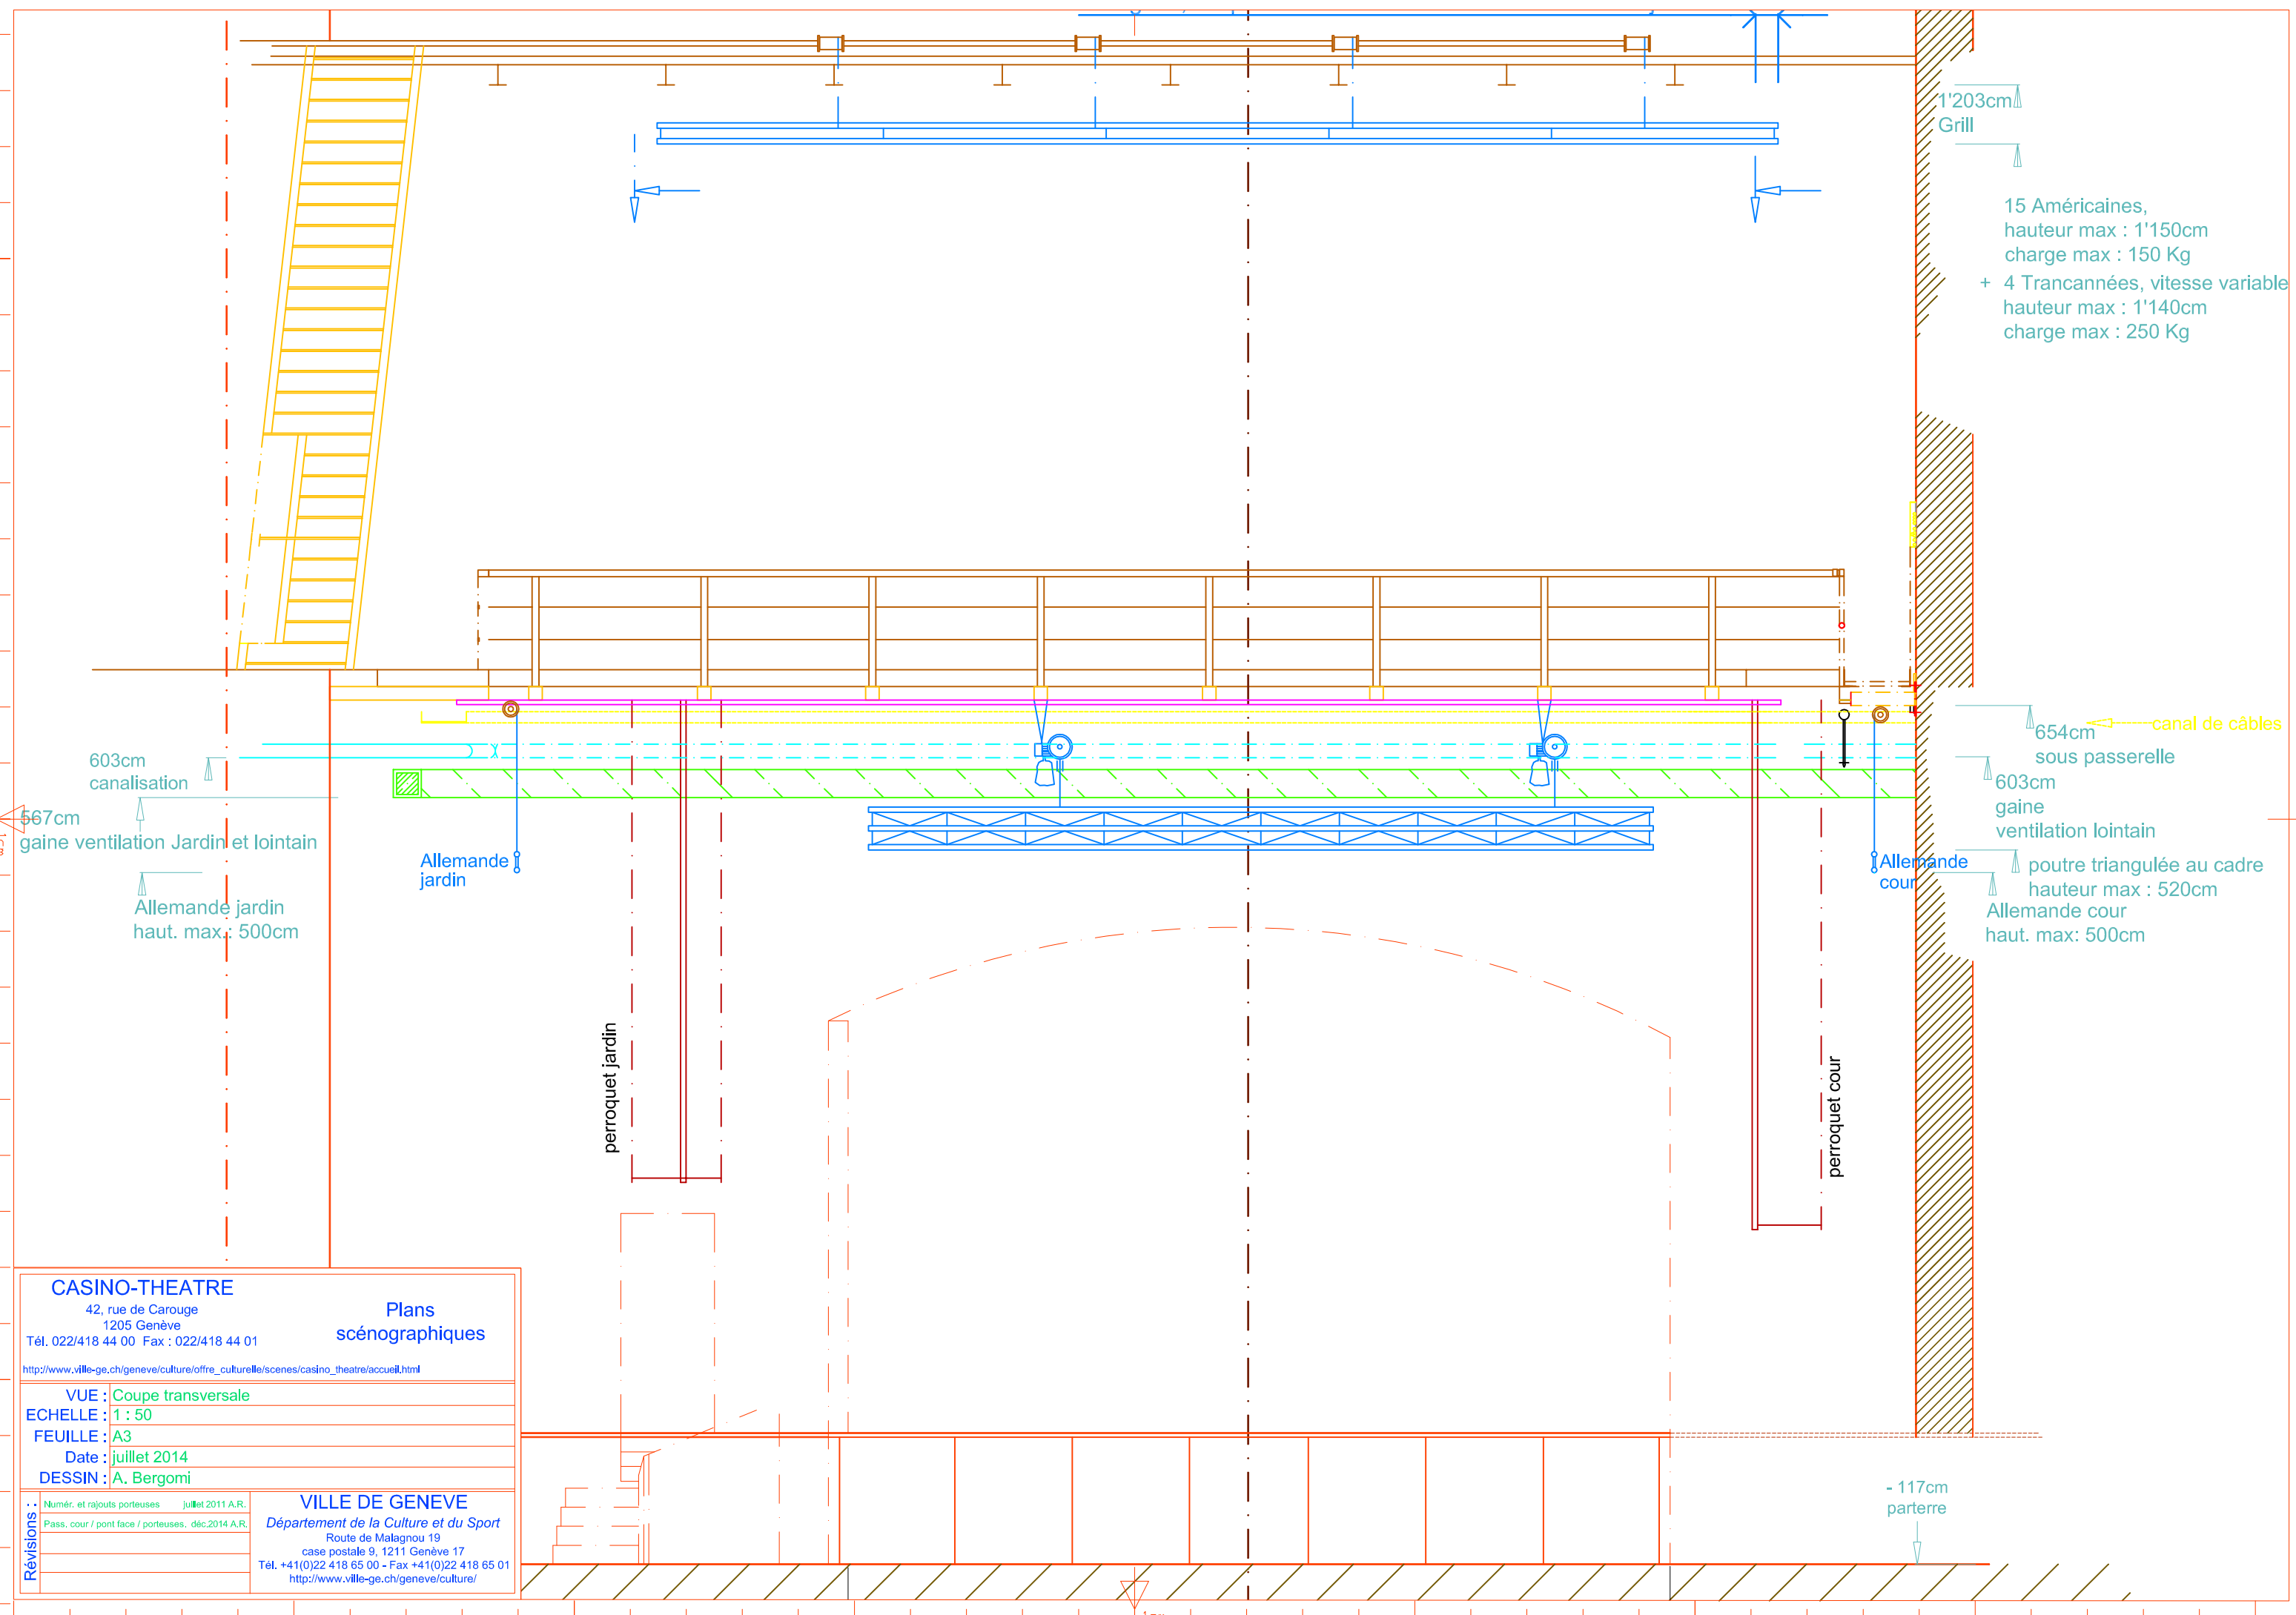 1'203cm
Grill
15 Américaines,
hauteur max : 1'150cm
charge max : 150 Kg
+ 4 Trancannées, vitesse variable
hauteur max : 1'140cm
charge max : 250 Kg
canal de câbles
654cm
sous passerelle
603cm
gaine
ventilation lointain
poutre triangulée au cadre
hauteur max : 520cm
Allemande cour
haut. max: 500cm
603cm
canalisation
567cm
gaine ventilation Jardin et lointain
Allemande jardin
haut. max.: 500cm
Allemande
jardin
Allemande
cour
perroquet jardin
perroquet cour
- 117cm
parterre
CASINO-THEATRE
42, rue de Carouge
1205 Genève
Tél. 022/418 44 00 Fax : 022/418 44 01
Plans
scénographiques
http://www.ville-ge.ch/geneve/culture/offre_culturelle/scenes/casino_theatre/accueil.html
VUE : Coupe transversale
ECHELLE : 1 : 50
FEUILLE : A3
Date : juillet 2014
DESSIN : A. Bergomi
Révisions :
Numér. et rajouts porteuses juillet 2011 A.R.
Pass. cour / pont face / porteuses. déc.2014 A.R.
VILLE DE GENEVE
Département de la Culture et du Sport
Route de Malagnou 19
case postale 9, 1211 Genève 17
Tél. +41(0)22 418 65 00 - Fax +41(0)22 418 65 01
http://www.ville-ge.ch/geneve/culture/